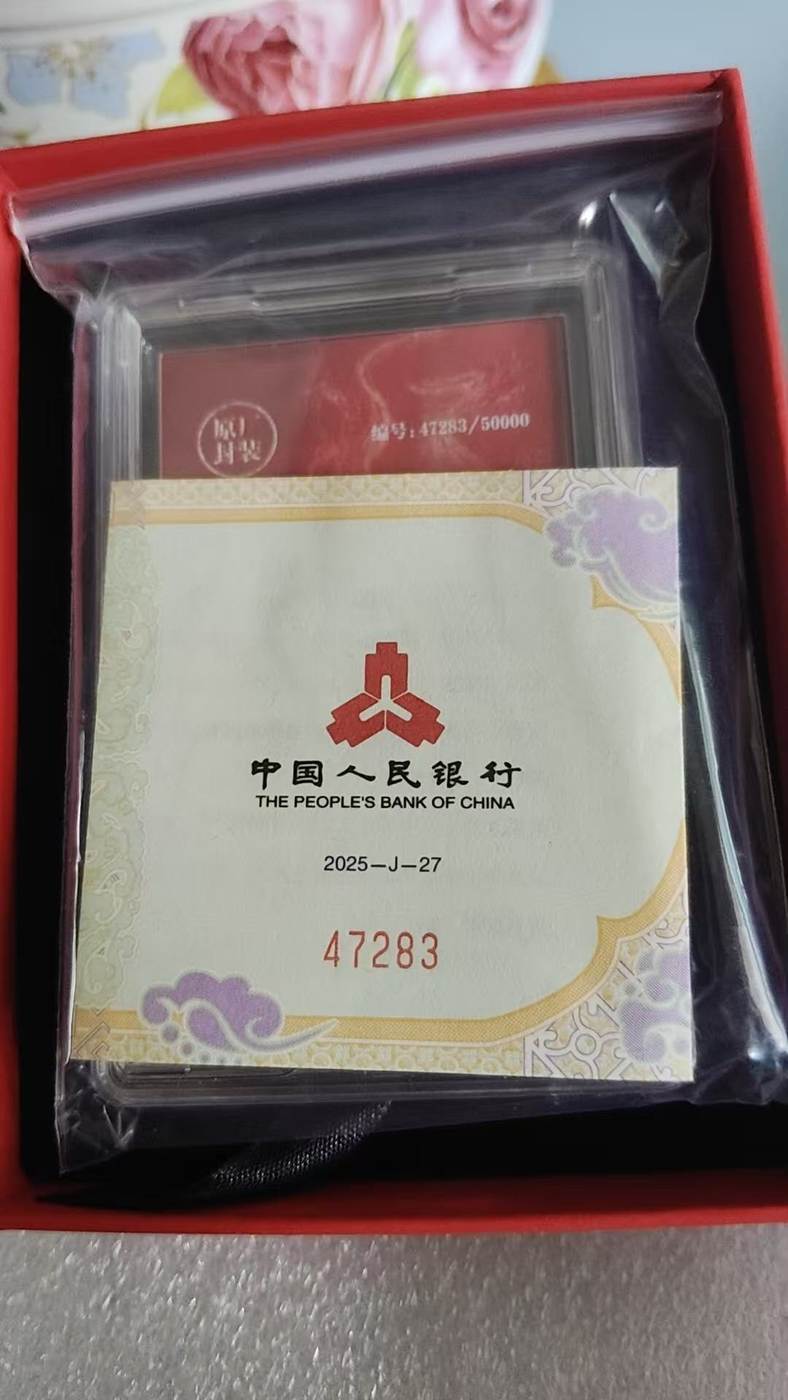 原厂
封装
编号:47283/50000
中国人民银行
THE PEOPLE'S BANK OF CHINA
2025-J-27
47283